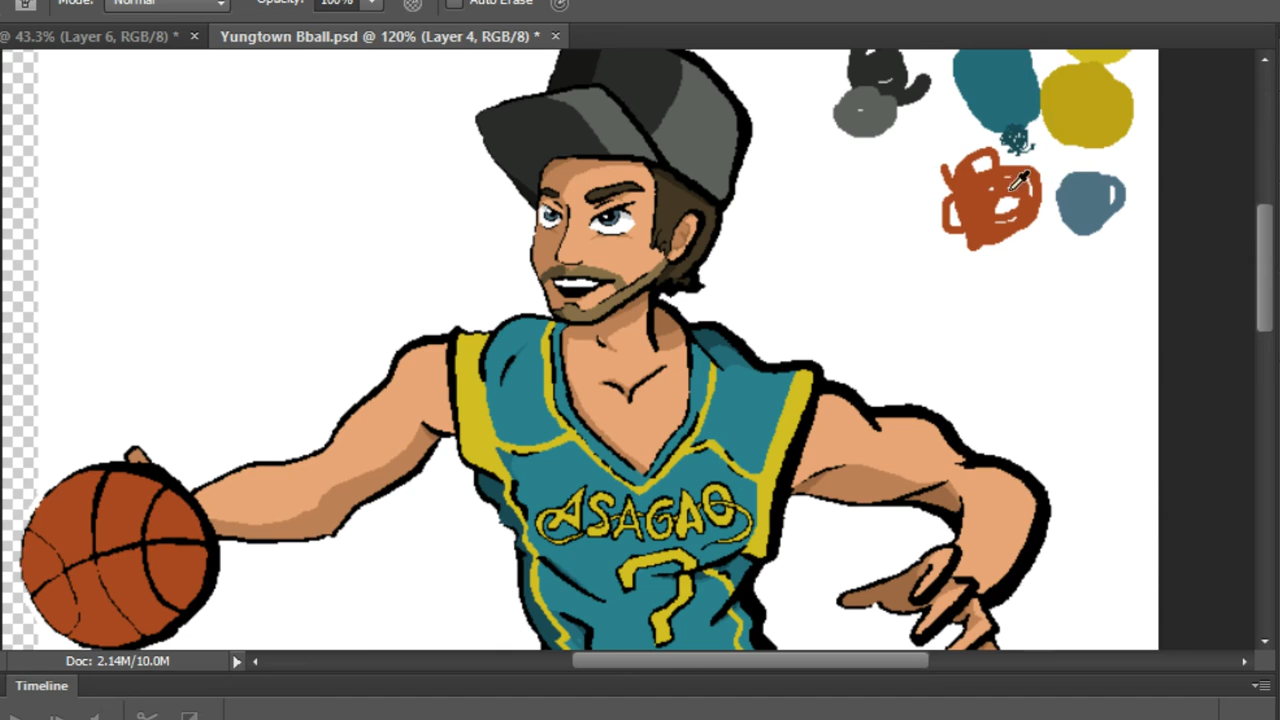 Mode: Normal Opacity: 100% Auto Erase
@ 43.3% (Layer 6, RGB/8) * × Yungtown Bball.psd @ 120% (Layer 4, RGB/8) * ×
ASAGAO
7
Doc: 2.14M/10.0M
Timeline